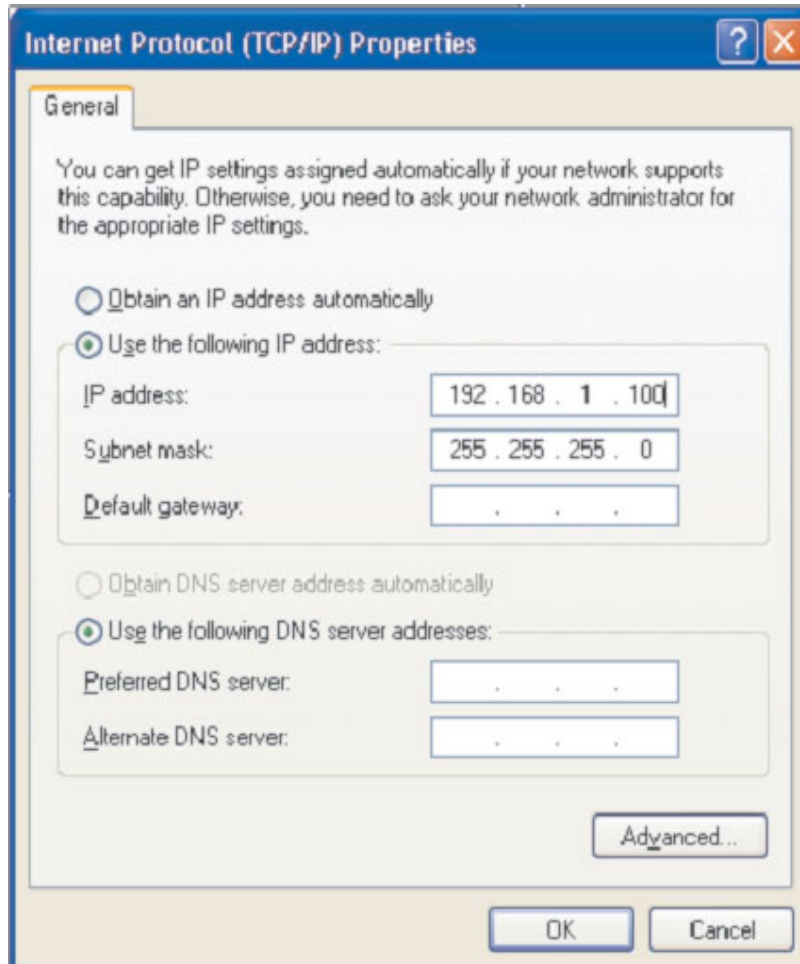 Internet Protocol (TCP/IP) Properties
?
General
You can get IP settings assigned automatically if your network supports
this capability. Otherwise, you need to ask your network administrator for
the appropriate IP settings.
Obtain an IP address automatically
Use the following IP address:
IP address: 192 . 168 . 1 . 100
Subnet mask: 255 . 255 . 255 . 0
Default gateway: . . .
Obtain DNS server address automatically
Use the following DNS server addresses:
Preferred DNS server: . . .
Alternate DNS server: . . .
Advanced...
OK Cancel